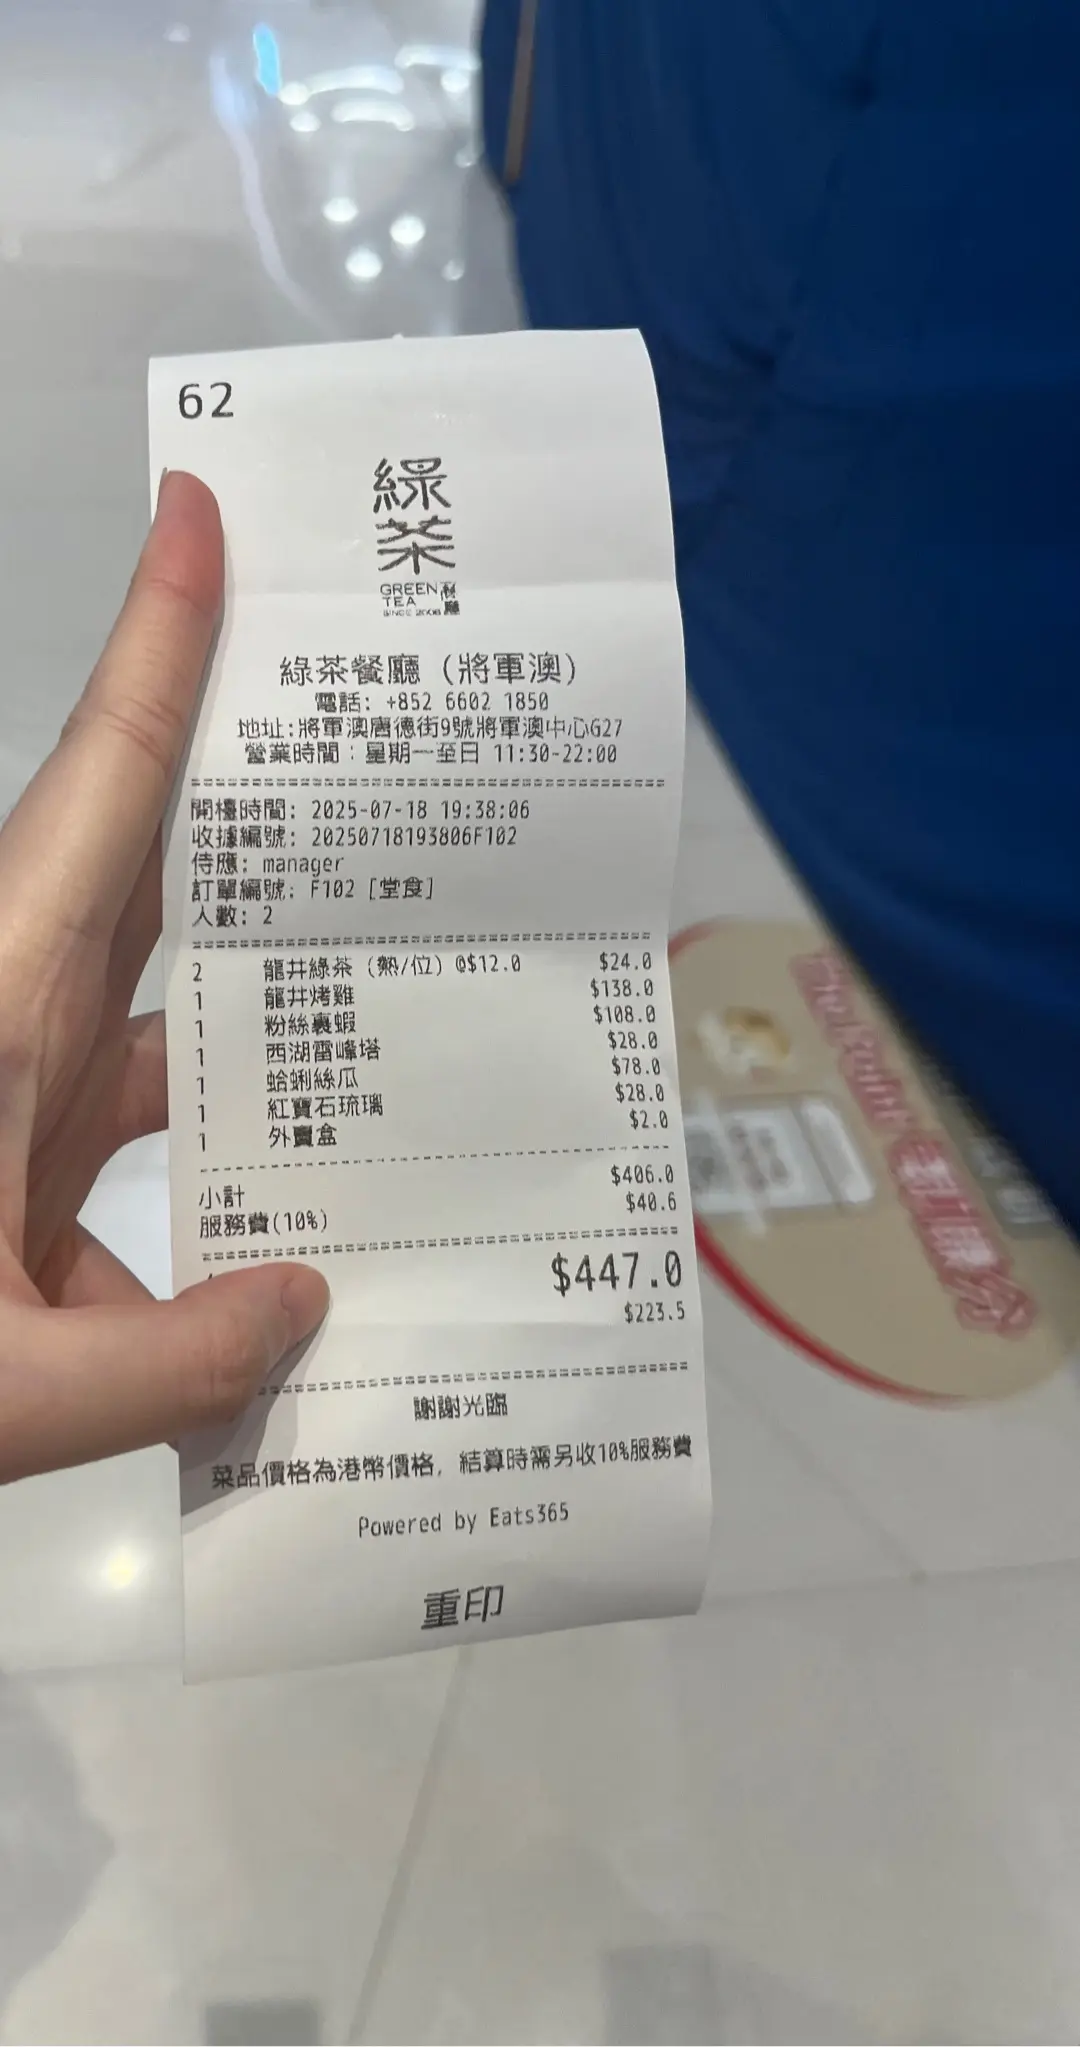 62
綠
茶
GREEN 餐
TEA 廳
SINCE 2008
綠茶餐廳 (將軍澳)
電話: +852 6602 1850
地址:將軍澳唐德街9號將軍澳中心G27
營業時間：星期一至日 11:30-22:00
開檯時間: 2025-07-18 19:38:06
收據編號: 20250718193806F102
侍應: manager
訂單編號: F102 [堂食]
人數: 2
2 龍井綠茶 (熱/位) @$12.0 $24.0
1 龍井烤雞 $138.0
1 粉絲裹蝦 $108.0
1 西湖雷峰塔 $28.0
1 蛤蜊絲瓜 $78.0
1 紅寶石琉璃 $28.0
1 外賣盒 $2.0
小計 $406.0
服務費(10%) $40.6
$447.0
$223.5
謝謝光臨
菜品價格為港幣價格, 結算時需另收10%服務費
Powered by Eats365
重印